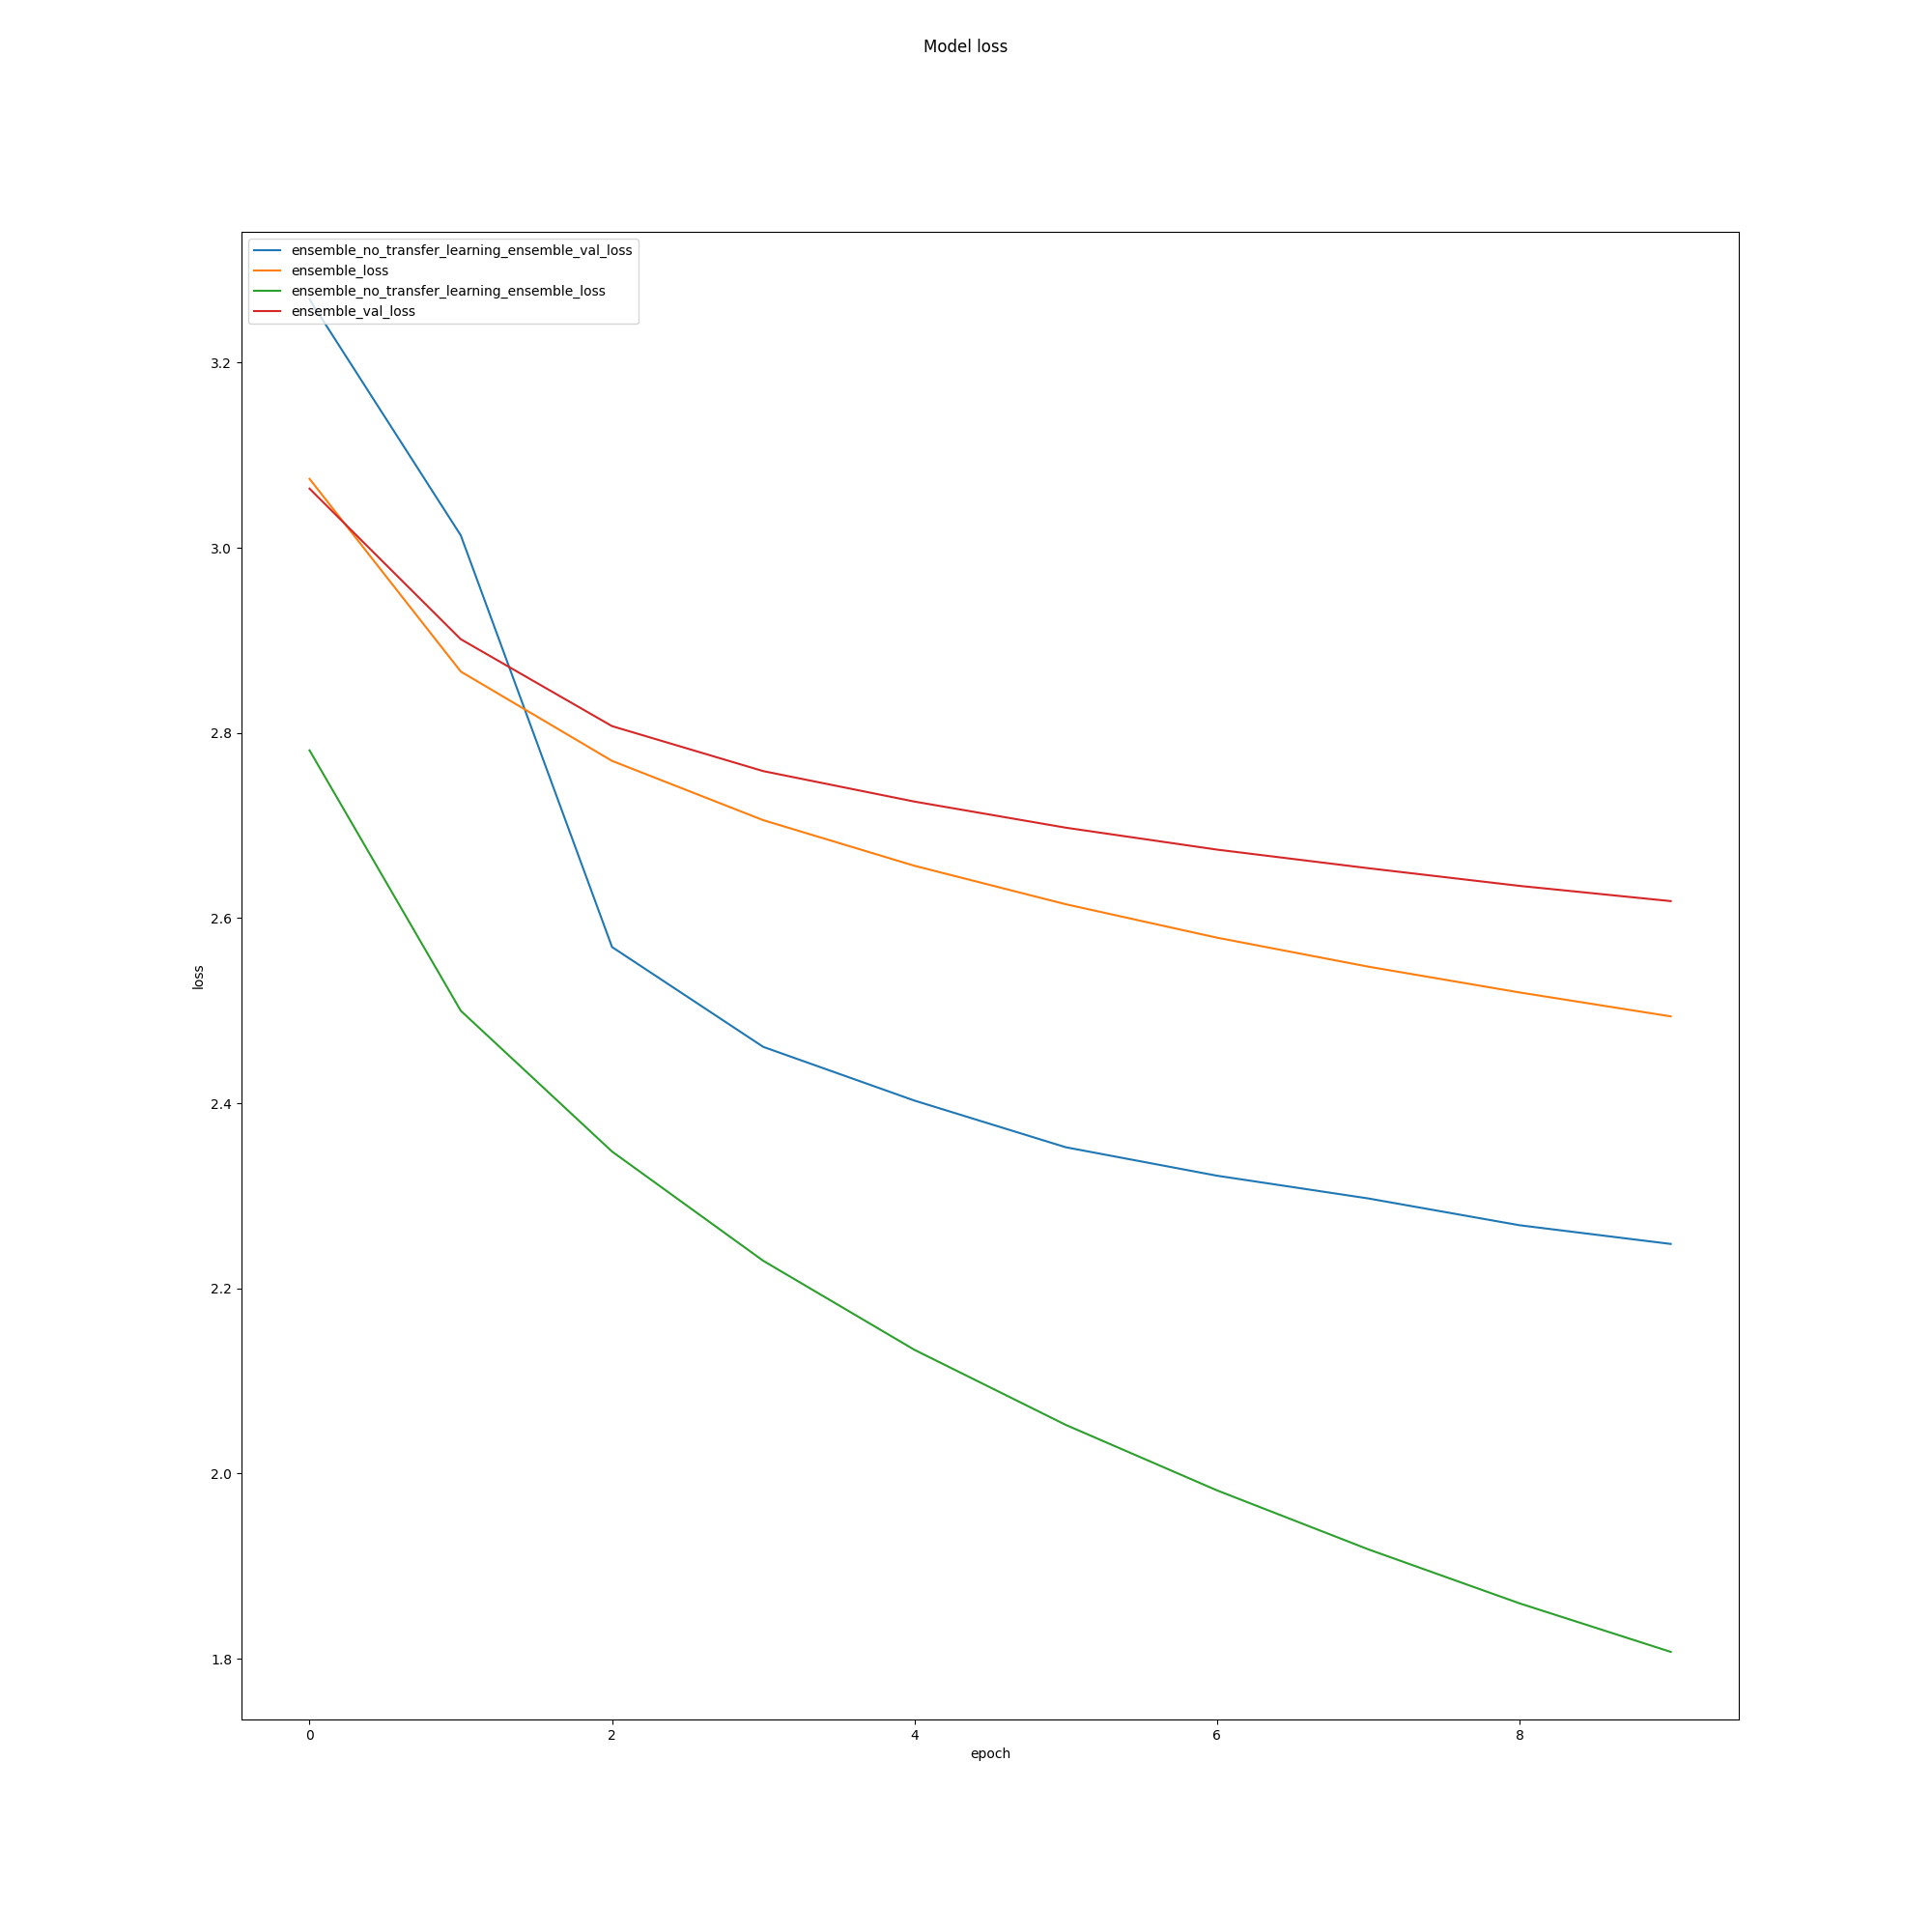 Model loss
ensemble_no_transfer_learning_ensemble_val_loss
ensemble_loss
ensemble_no_transfer_learning_ensemble_loss
ensemble_val_loss
3.2
3.0
2.8
2.6
loss
2.4
2.2
2.0
1.8
0 2 4 6 8
epoch